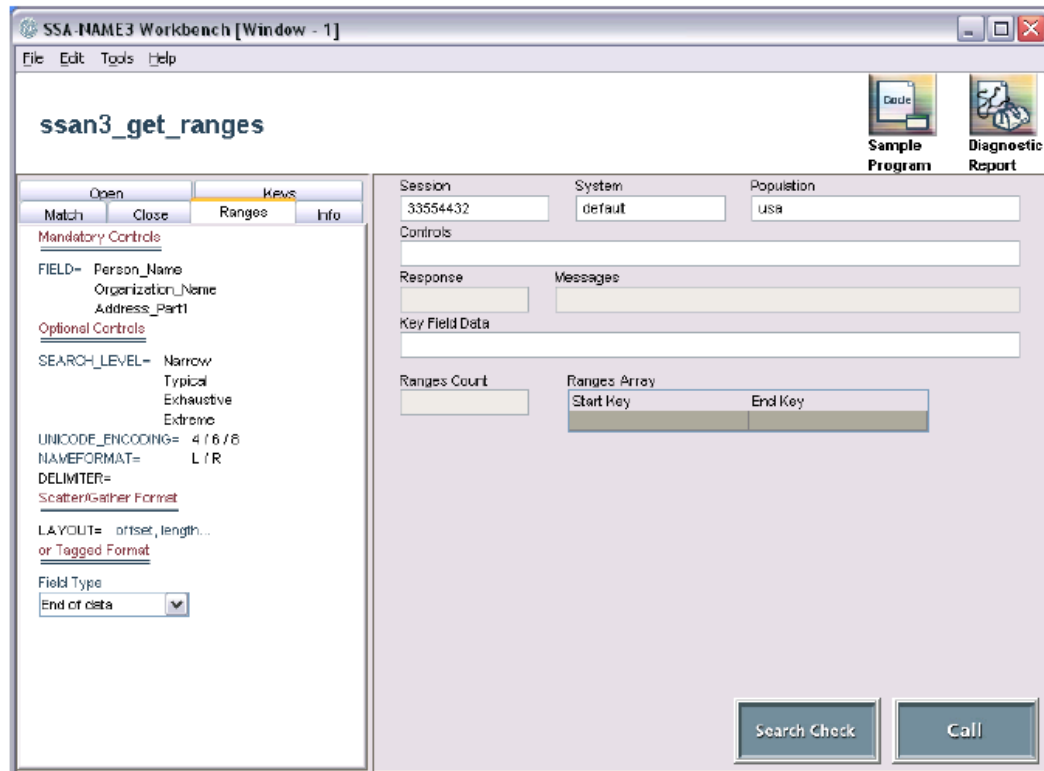 SSA-NAME3 Workbench [Window - 1]
File Edit Tools Help
ssan3_get_ranges
Code
Sample Program
Diagnostic Report
Open Keys
Match Close Ranges Info
Mandatory Controls
FIELD= Person_Name
Organization_Name
Address_Part1
Optional Controls
SEARCH_LEVEL= Narrow
Typical
Exhaustive
Extreme
UNICODE_ENCODING= 4 / 6 / 8
NAMEFORMAT= L / R
DELIMITER=
Scatter/Gather Format
LAYOUT= offset, length...
or Tagged Format
Field Type
End of data
Session System Population
33554432 default usa
Controls
Response Messages
Key Field Data
Ranges Count Ranges Array
Start Key End Key
Search Check Call